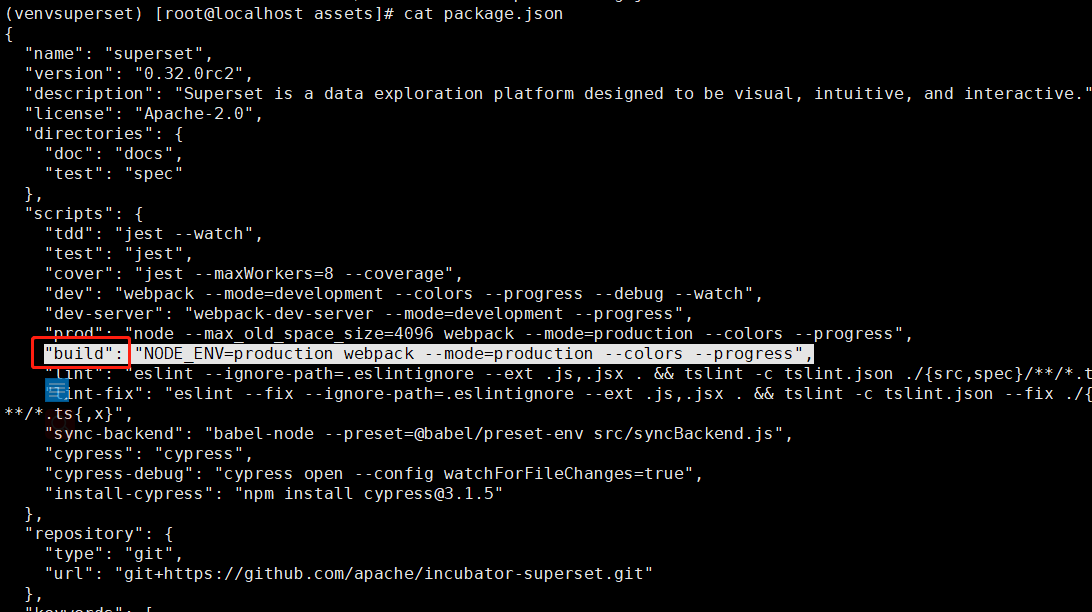 (venvsuperset) [root@localhost assets]# cat package.json
{
  "name": "superset",
  "version": "0.32.0rc2",
  "description": "Superset is a data exploration platform designed to be visual, intuitive, and interactive."
  "license": "Apache-2.0",
  "directories": {
    "doc": "docs",
    "test": "spec"
  },
  "scripts": {
    "tdd": "jest --watch",
    "test": "jest",
    "cover": "jest --maxWorkers=8 --coverage",
    "dev": "webpack --mode=development --colors --progress --debug --watch",
    "dev-server": "webpack-dev-server --mode=development --progress",
    "prod": "node --max_old_space_size=4096 webpack --mode=production --colors --progress",
    "build": "NODE_ENV=production webpack --mode=production --colors --progress",
    "lint": "eslint --ignore-path=.eslintignore --ext .js,.jsx . && tslint -c tslint.json ./{src,spec}/**/*.t
    "lint-fix": "eslint --fix --ignore-path=.eslintignore --ext .js,.jsx . && tslint -c tslint.json --fix ./{
**/*.ts{,x}",
    "sync-backend": "babel-node --preset=@babel/preset-env src/syncBackend.js",
    "cypress": "cypress",
    "cypress-debug": "cypress open --config watchForFileChanges=true",
    "install-cypress": "npm install cypress@3.1.5"
  },
  "repository": {
    "type": "git",
    "url": "git+https://github.com/apache/incubator-superset.git"
  },
  "keywords": [